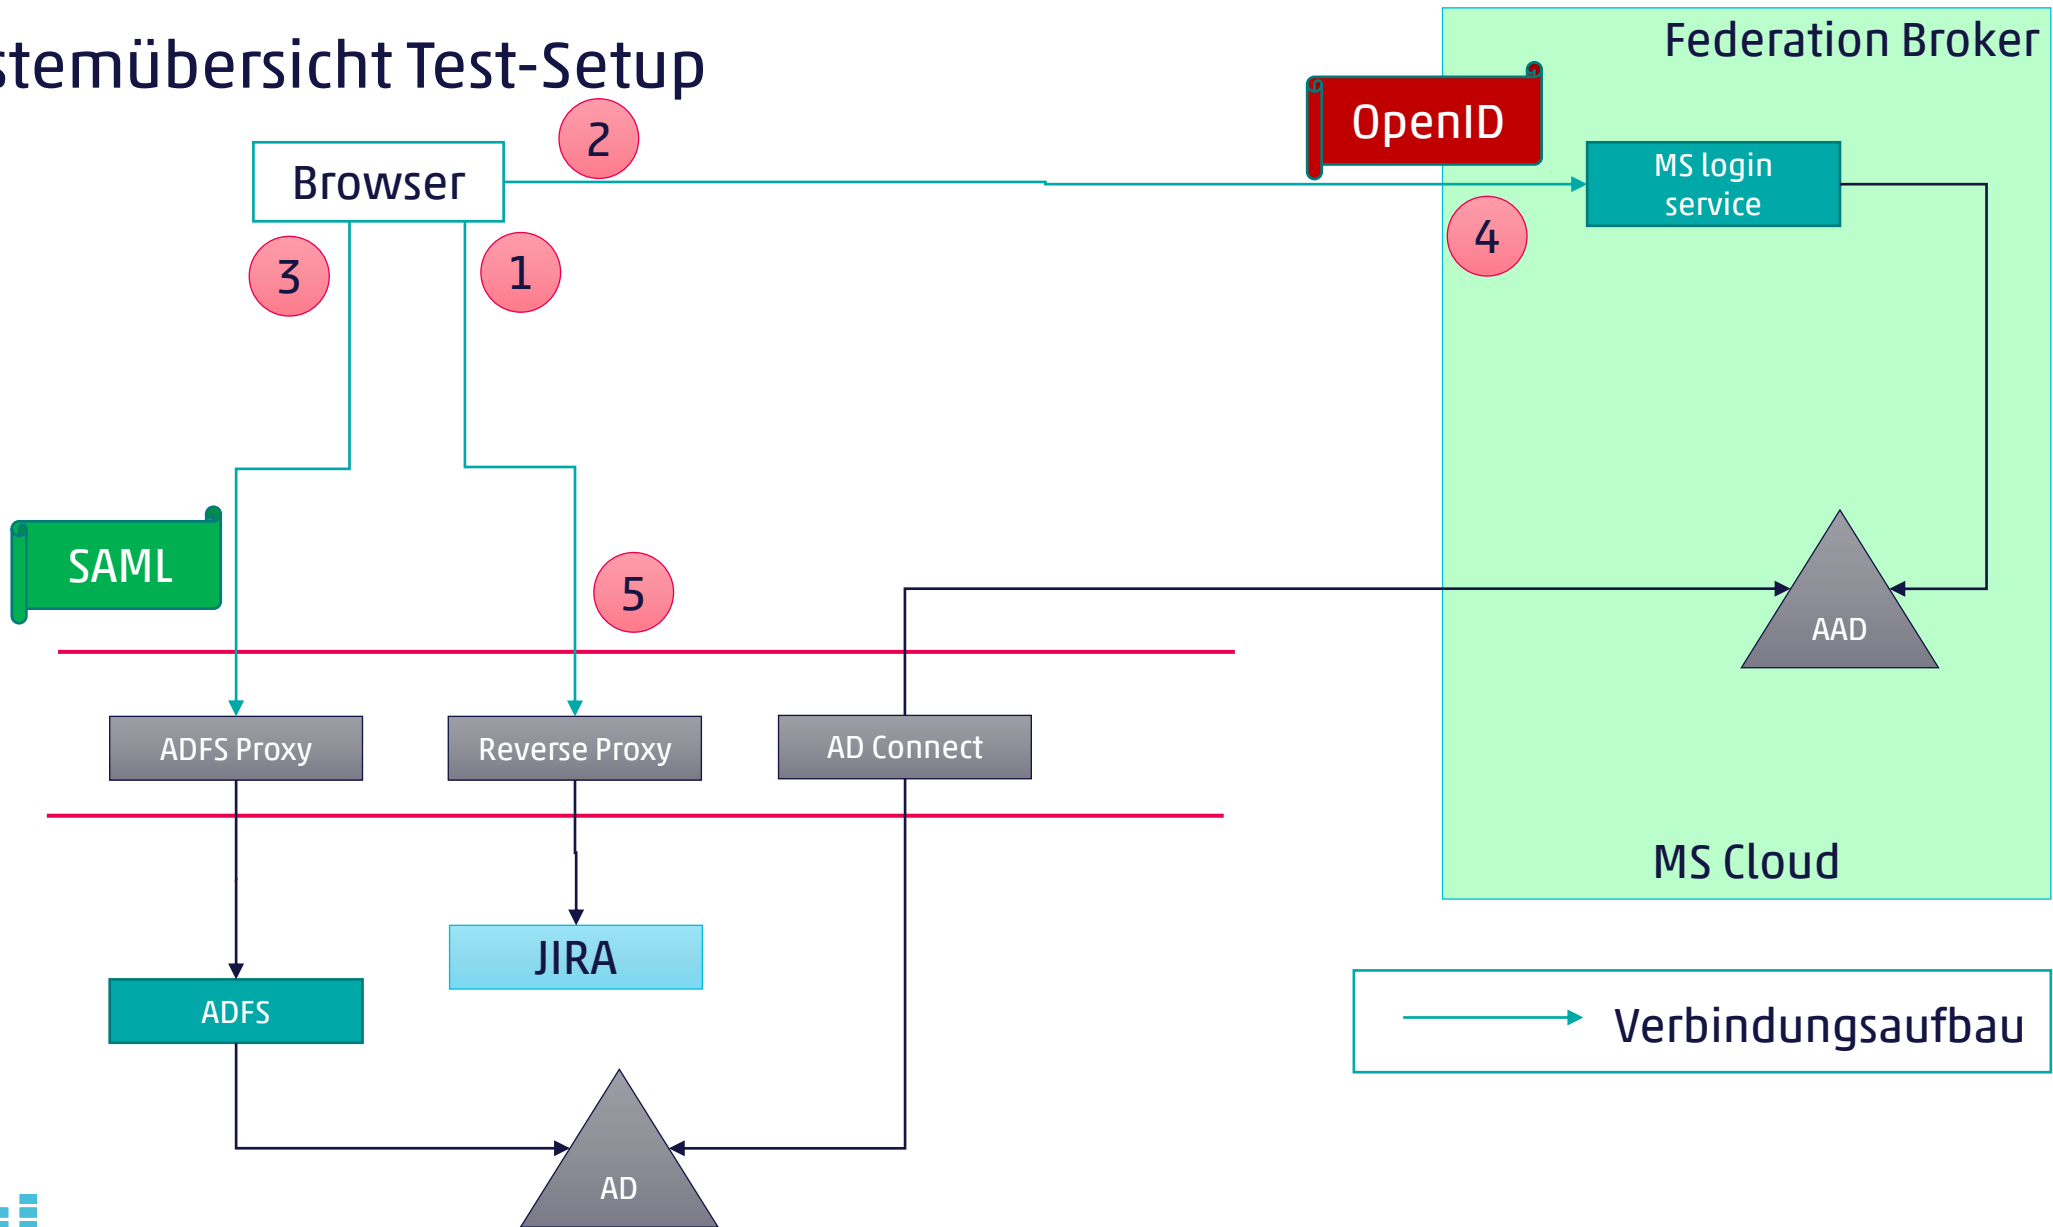 stemübersicht Test-Setup
Federation Broker
OpenID
2
Browser
MS login
service
4
3
1
SAML
5
AAD
ADFS Proxy
Reverse Proxy
AD Connect
MS Cloud
JIRA
ADFS
Verbindungsaufbau
AD